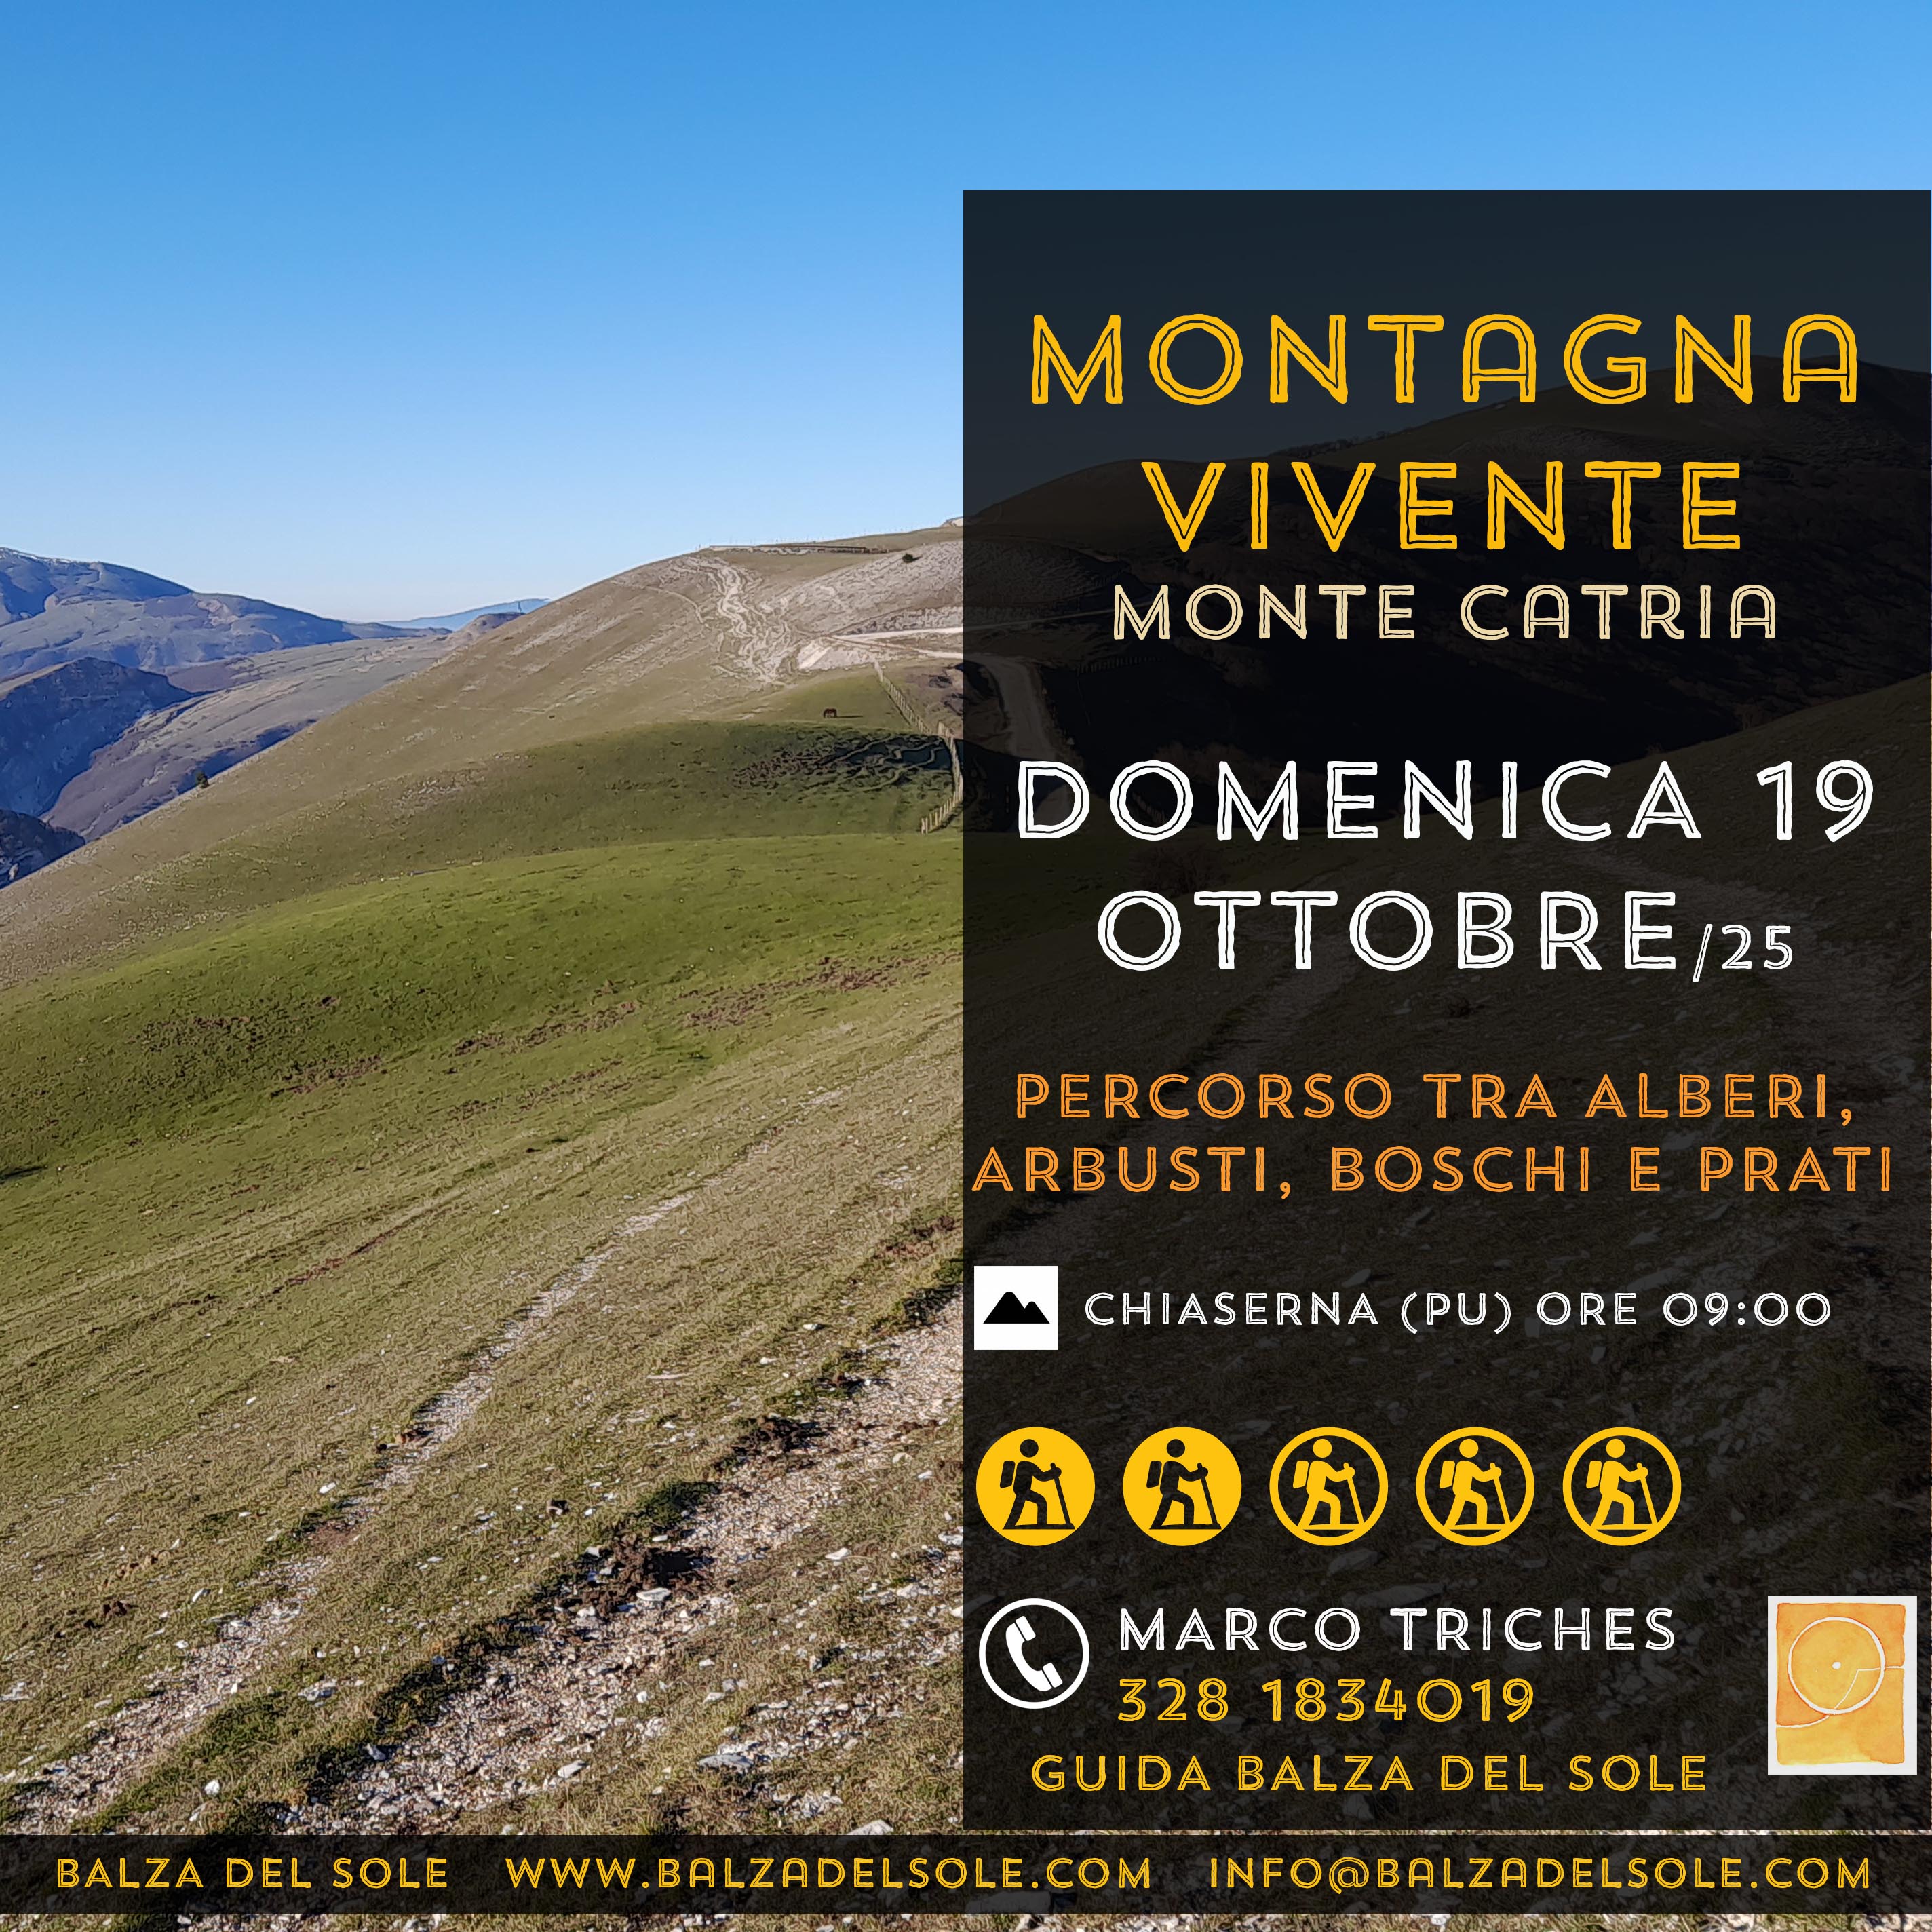 MONTAGNA
VIVENTE
MONTE CATRIA
DOMENICA 19
OTTOBRE/25
PERCORSO TRA ALBERI,
ARBUSTI, BOSCHI E PRATI
CHIASERNA (PU) ORE 09:00
MARCO TRICHES
328 1834019
GUIDA BALZA DEL SOLE
BALZA DEL SOLE WWW.BALZADELSOLE.COM INFO@BALZADELSOLE.COM